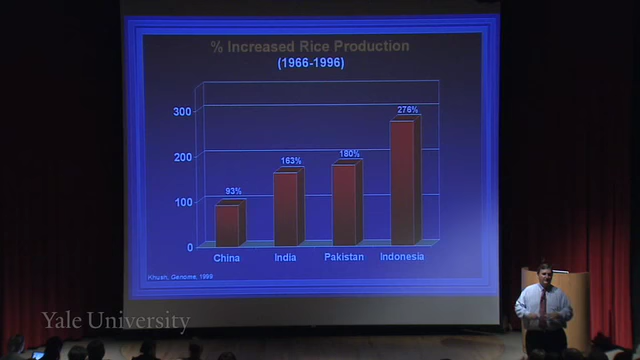 % Increased Rice Production
(1966-1996)
300
200
100
0
93%
163%
180%
276%
China
India
Pakistan
Indonesia
Khush, Genome, 1999
Yale University